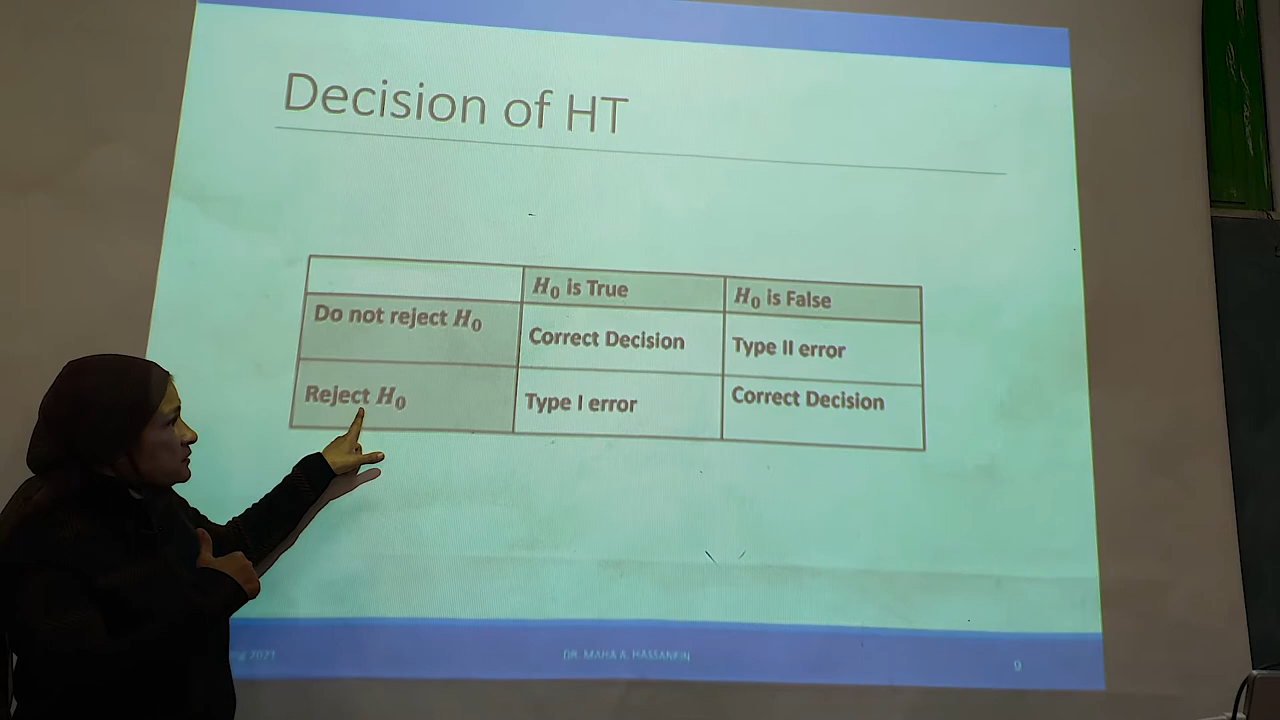 Decision of HT
H₀ is True
H₀ is False
Do not reject H₀
Correct Decision
Type II error
Reject H₀
Type I error
Correct Decision
DR. MAHA A. HASSANEIN
9